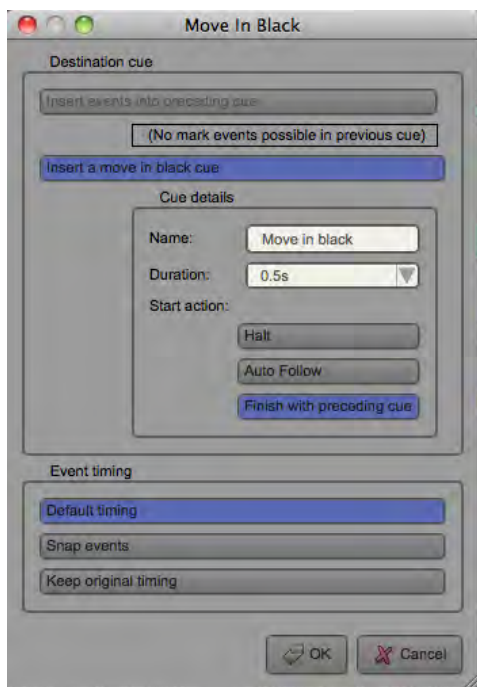 Move In Black
Destination cue
Insert events into preceding cue
(No mark events possible in previous cue)
Insert a move in black cue
Cue details
Name: Move in black
Duration: 0.5s
Start action:
Halt
Auto Follow
Finish with preceding cue
Event timing
Default timing
Snap events
Keep original timing
OK Cancel